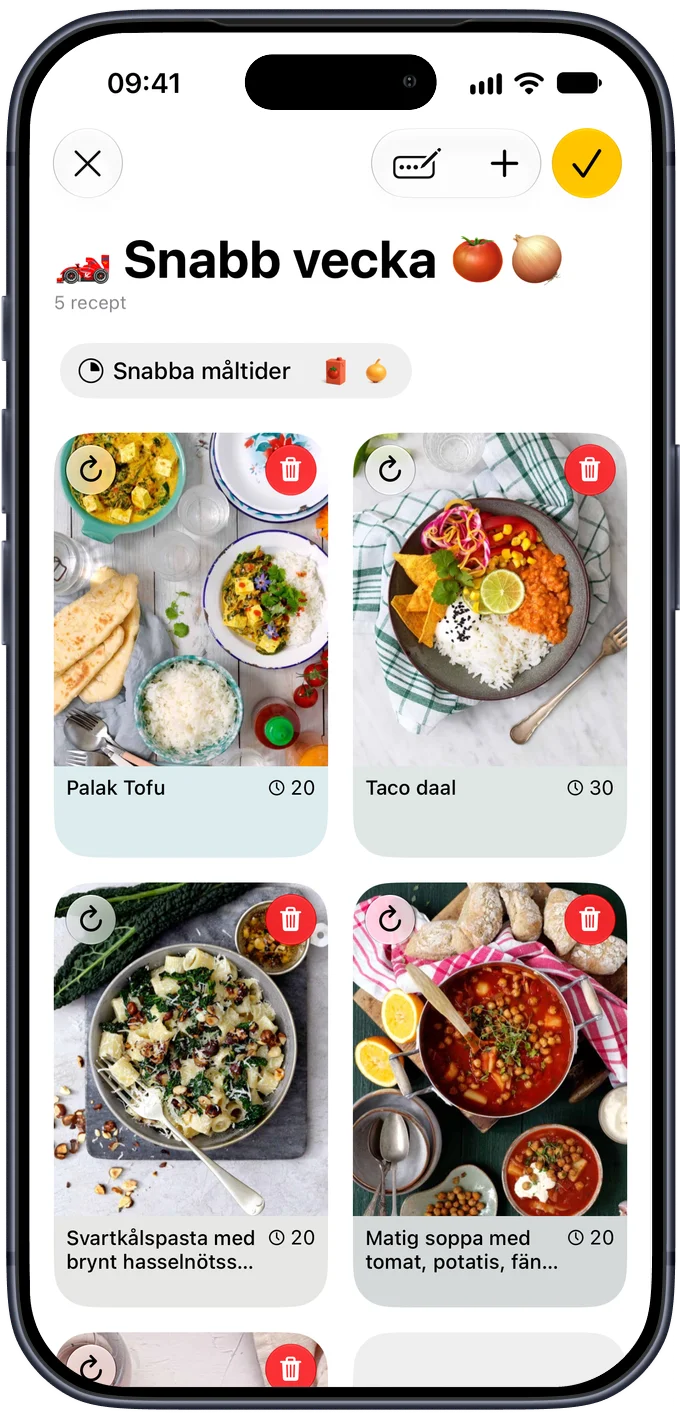 09:41
🏎️ Snabb vecka 🍅🧅
5 recept
Snabba måltider
Palak Tofu 20
Taco daal 30
Svartkålspasta med 20
brynt hasselnötss...
Matig soppa med 20
tomat, potatis, fän...